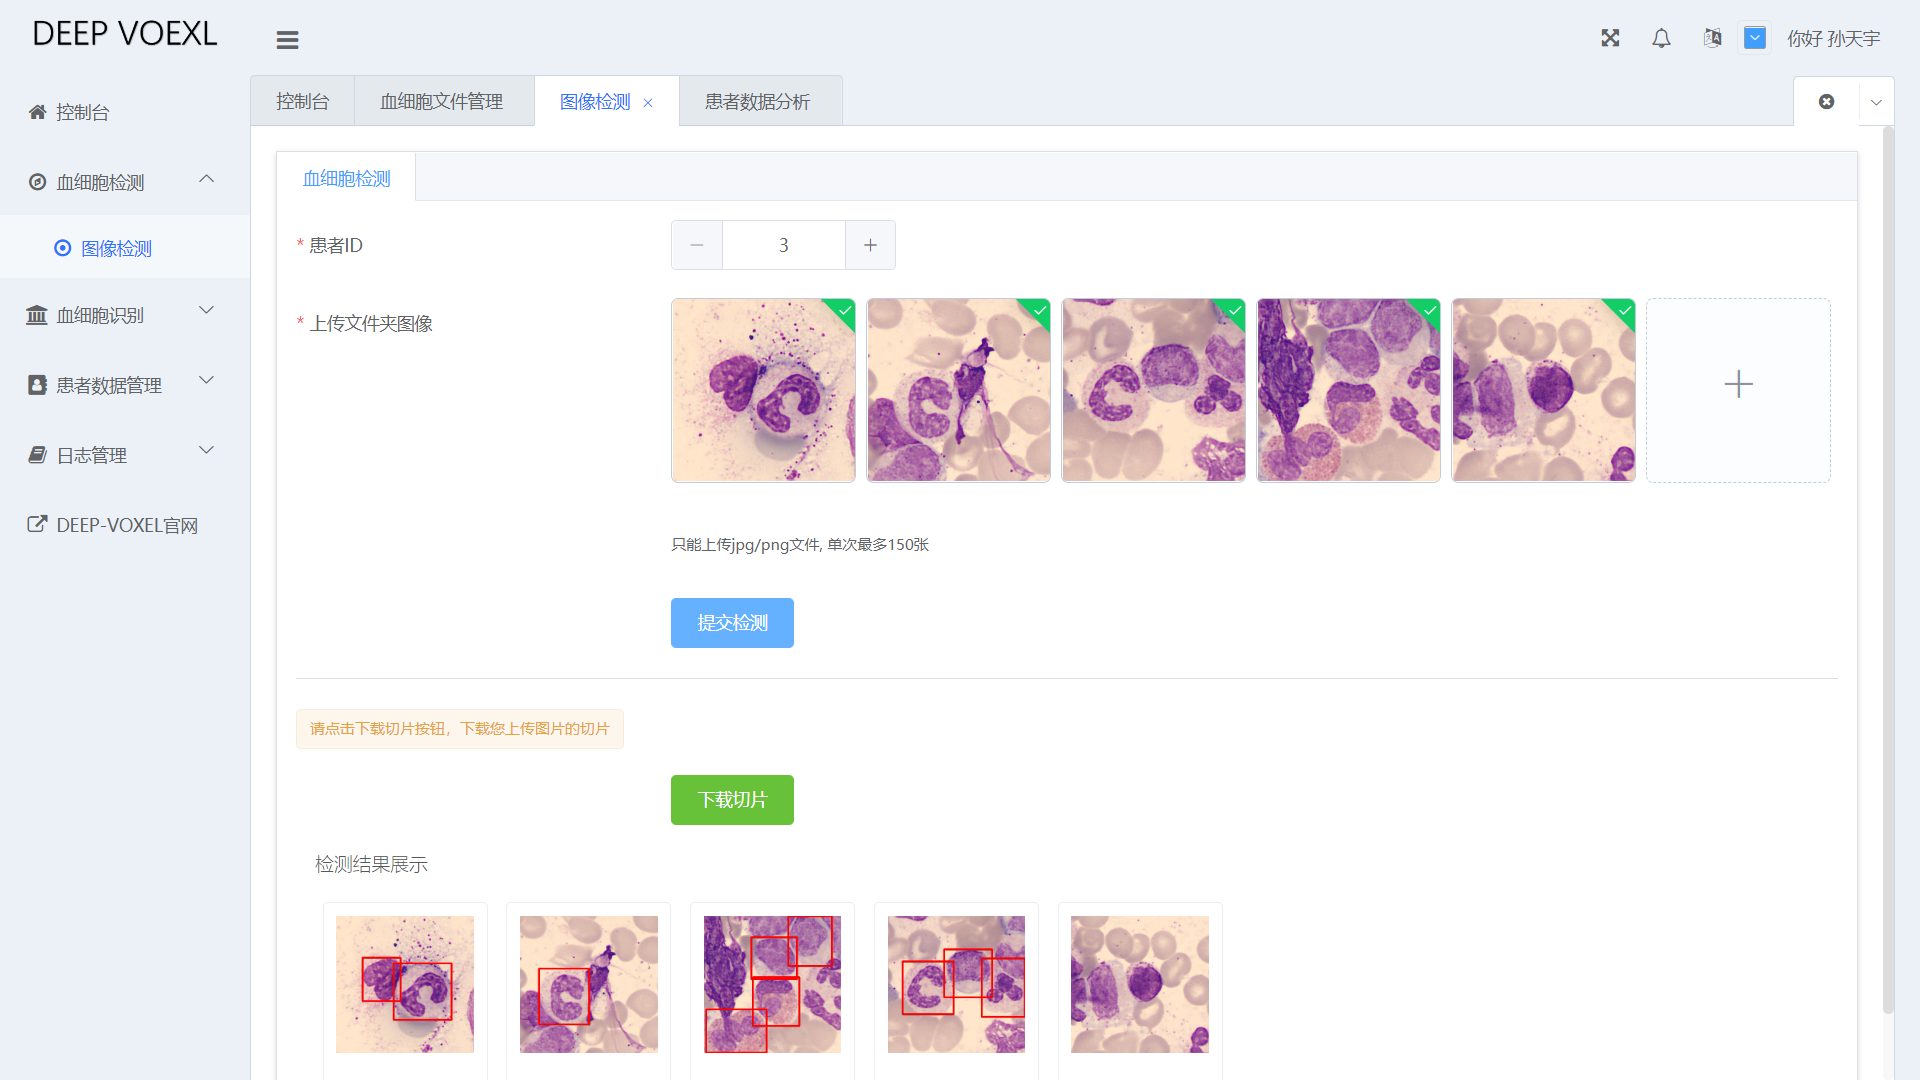 DEEP VOEXL
你好 孙天宇
控制台
血细胞检测
图像检测
血细胞识别
患者数据管理
日志管理
DEEP-VOXEL官网
控制台
血细胞文件管理
图像检测
患者数据分析
血细胞检测
* 患者ID
3
* 上传文件夹图像
只能上传jpg/png文件, 单次最多150张
提交检测
请点击下载切片按钮，下载您上传图片的切片
下载切片
检测结果展示